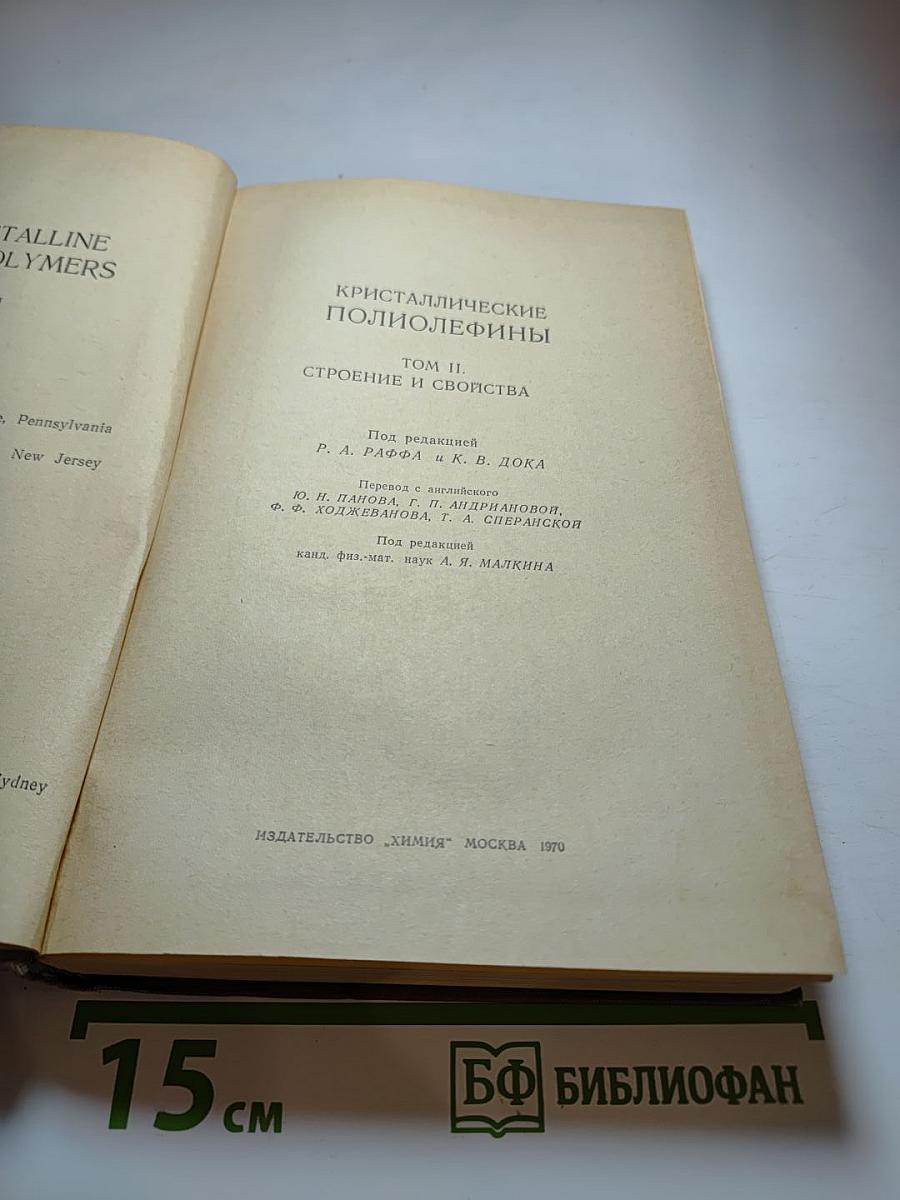 TALLINE
OLYMERS
Pennsylvania
New Jersey
ydney
КРИСТАЛЛИЧЕСКИЕ
ПОЛИОЛЕФИНЫ
ТОМ II.
СТРОЕНИЕ И СВОЙСТВА
Под редакцией
Р. А. РАФФА и К. В. ДОКА
Перевод с английского
Ю. Н. ПАНОВА, Г. П. АНДРИАНОВОЙ,
Ф. Ф. ХОДЖЕВАНОВА, Т. А. СПЕРАНСКОЙ
Под редакцией
канд. физ.-мат. наук А. Я. МАЛКИНА
ИЗДАТЕЛЬСТВО „ХИМИЯ“ МОСКВА 1970
15 см
БФ БИБЛИОФАН